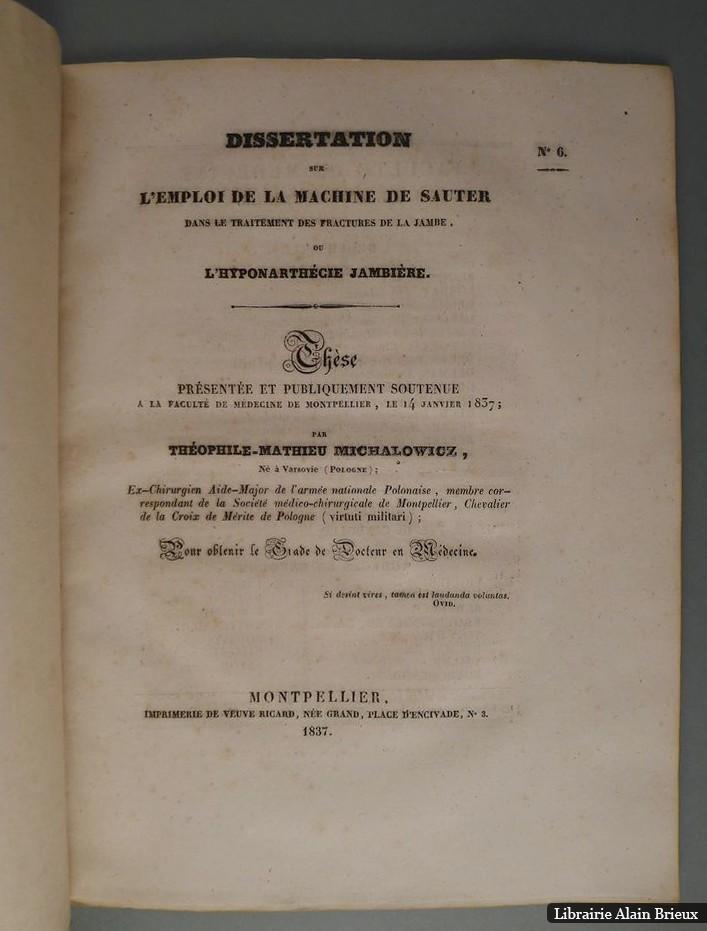 DISSERTATION
N° 6.
SUR
L'EMPLOI DE LA MACHINE DE SAUTER
DANS LE TRAITEMENT DES FRACTURES DE LA JAMBE,
OU
L'HYPONARTHÉCIE JAMBIÈRE.
Thèse
PRÉSENTÉE ET PUBLIQUEMENT SOUTENUE
A LA FACULTÉ DE MÉDECINE DE MONTPELLIER, LE 14 JANVIER 1837;
PAR
THÉOPHILE-MATHIEU MICHALOWICZ,
Né à Varsovie (POLOGNE);
Ex-Chirurgien Aide-Major de l'armée nationale Polonaise, membre cor-
respondant de la Société médico-chirurgicale de Montpellier, Chevalier
de la Croix de Mérite de Pologne (virtuti militari);
Pour obtenir le Grade de Docteur en Médecine.
Si desint vires, tamen est laudanda voluntas.
OVID.
MONTPELLIER,
IMPRIMERIE DE VEUVE RICARD, NÉE GRAND, PLACE D'ENCIVADE, N° 3.
1837.
Librairie Alain Brieux